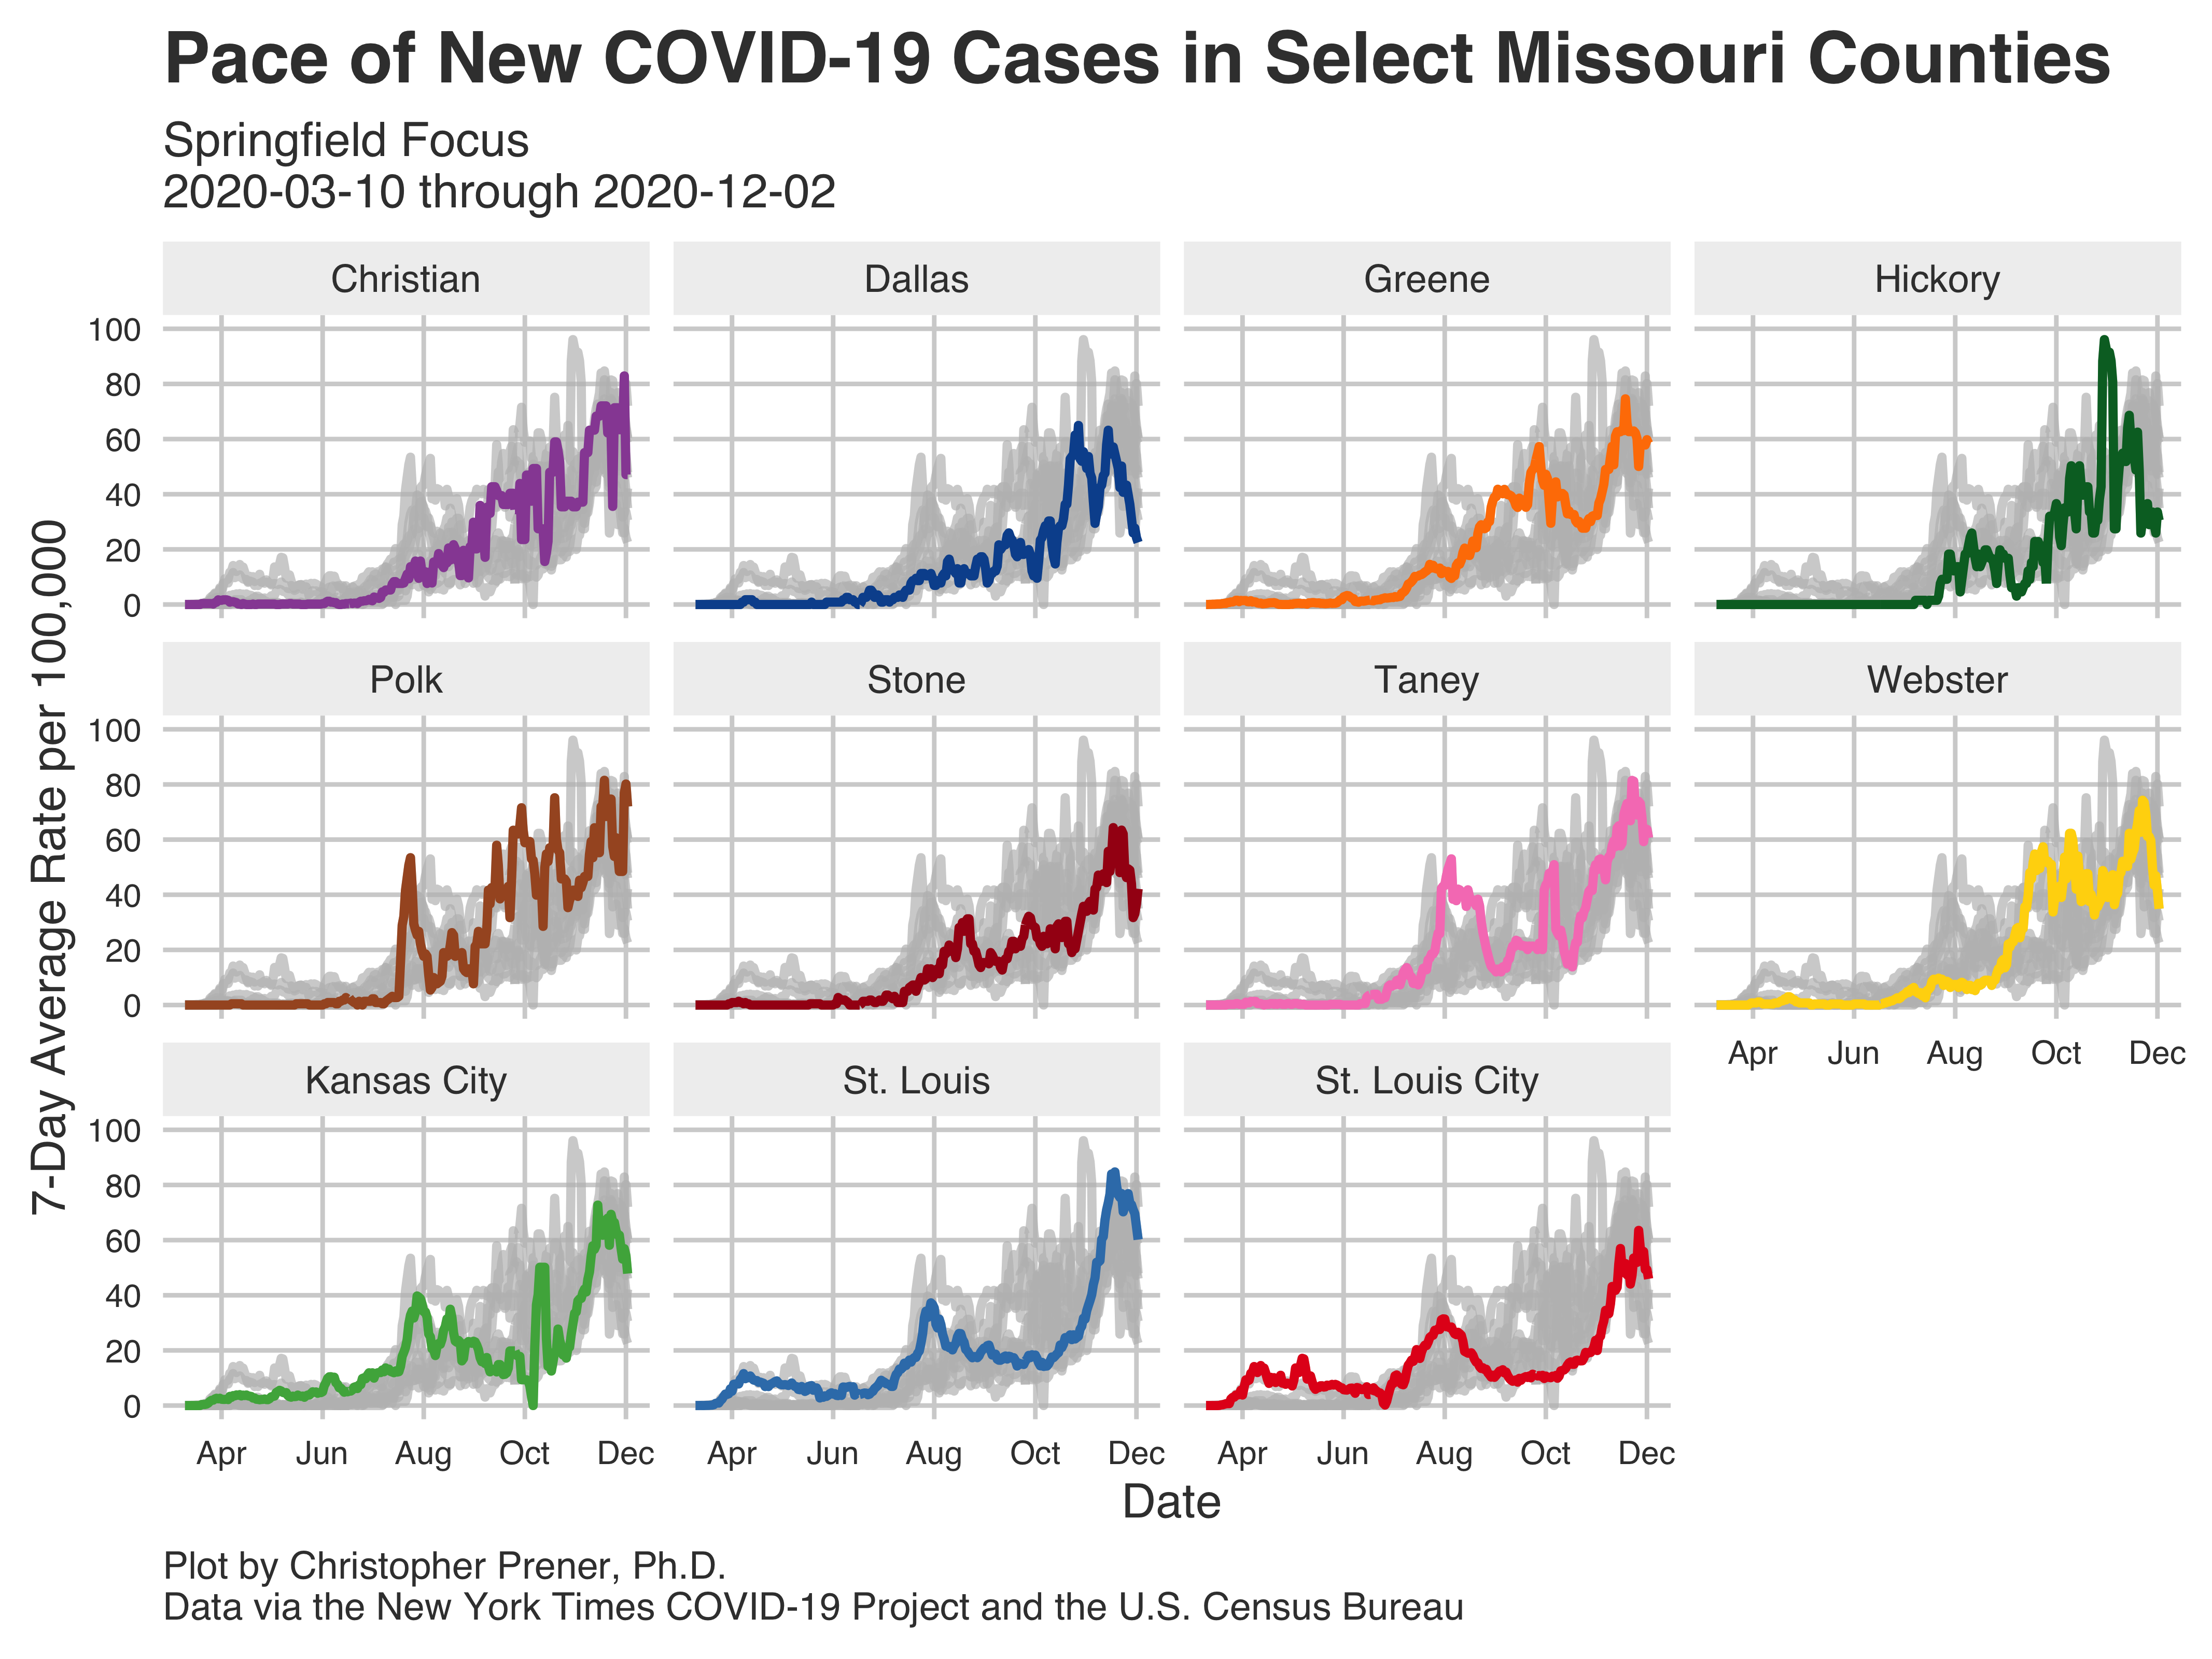 Pace of New COVID-19 Cases in Select Missouri Counties
Springfield Focus
2020-03-10 through 2020-12-02
7-Day Average Rate per 100,000
Christian
Dallas
Greene
Hickory
100
80
60
40
20
0
Polk
Stone
Taney
Webster
100
80
60
40
20
0
Apr Jun Aug Oct Dec
Kansas City
St. Louis
St. Louis City
100
80
60
40
20
0
Apr Jun Aug Oct Dec
Apr Jun Aug Oct Dec
Apr Jun Aug Oct Dec
Date
Plot by Christopher Prener, Ph.D.
Data via the New York Times COVID-19 Project and the U.S. Census Bureau